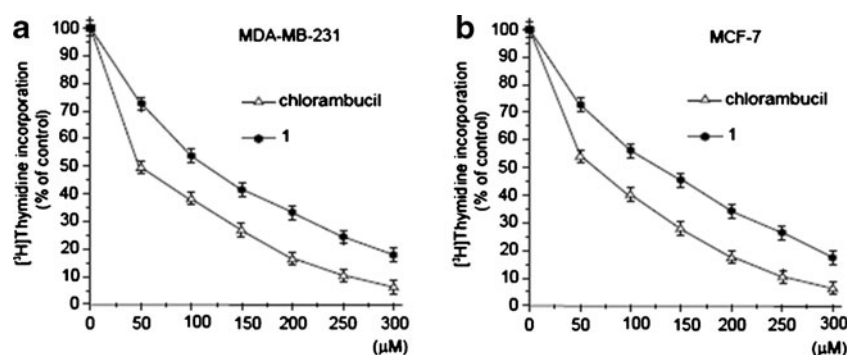 a
MDA-MB-231
[³H]Thymidine incorporation
(% of control)
100
90
80
70
60
50
40
30
20
10
0
chlorambucil
1
0 50 100 150 200 250 300
(µM)
b
MCF-7
[³H]Thymidine incorporation
(% of control)
100
90
80
70
60
50
40
30
20
10
0
chlorambucil
1
0 50 100 150 200 250 300
(µM)